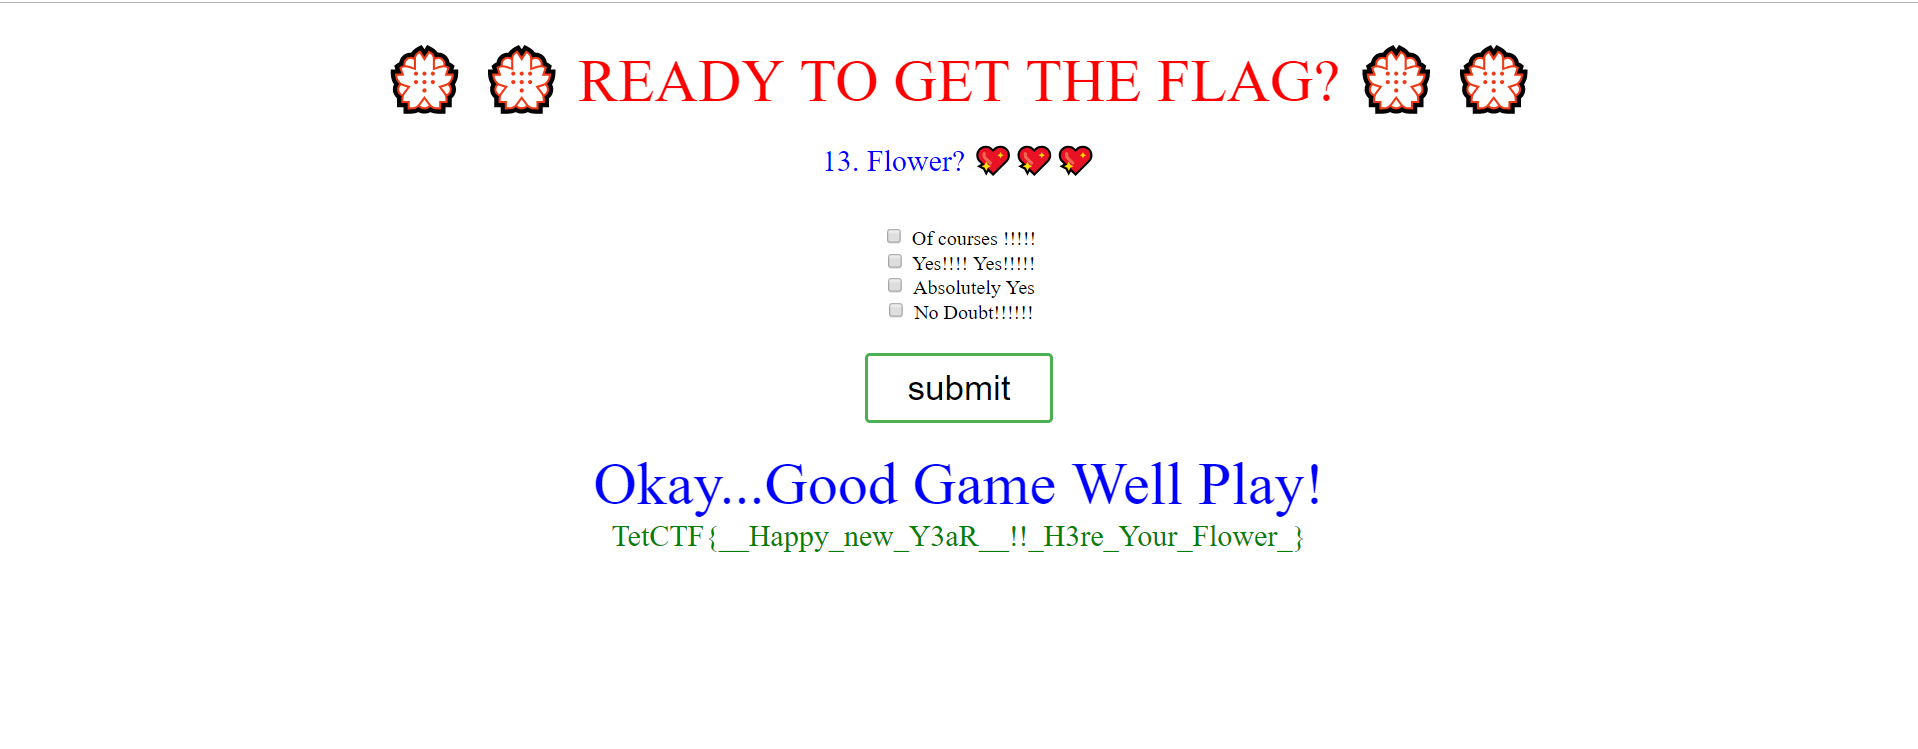 READY TO GET THE FLAG?
13. Flower?
Of courses !!!!!
Yes!!!! Yes!!!!!
Absolutely Yes
No Doubt!!!!!!
submit
Okay...Good Game Well Play!
TetCTF{__Happy_new_Y3aR__!!_H3re_Your_Flower_}